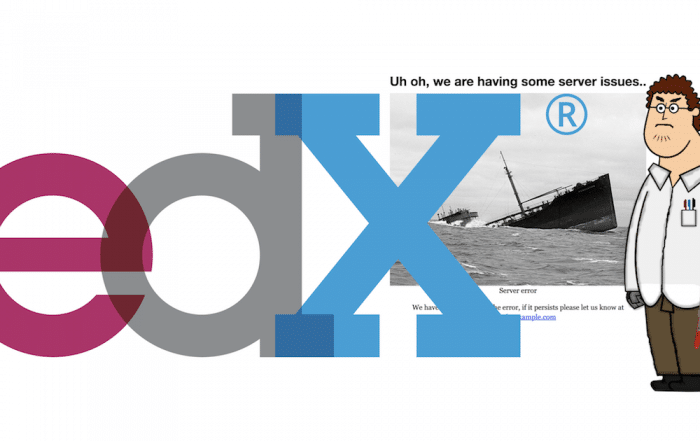 Uh oh, we are having some server issues..
edX®
Server error
We have the error, if it persists please let us know at
ample.com